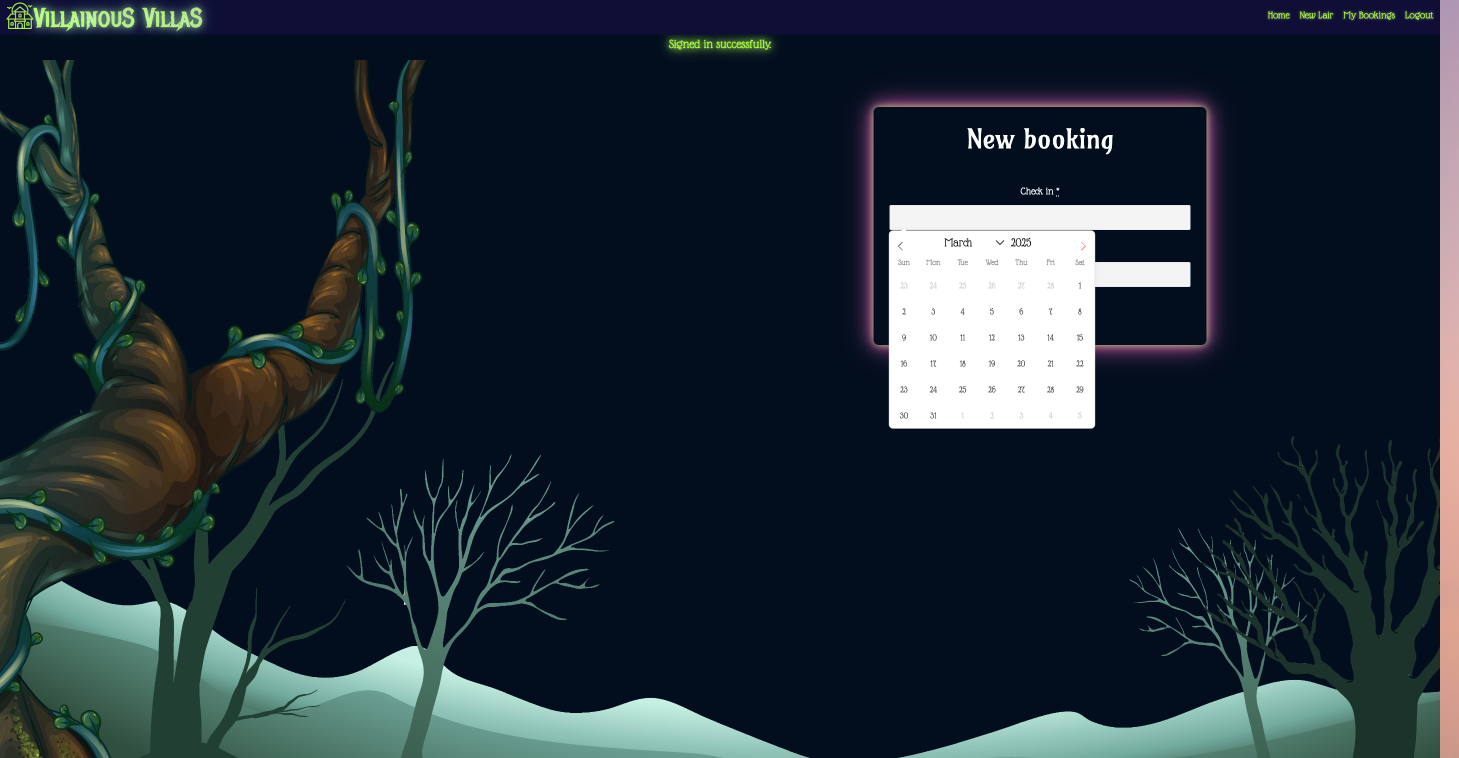 VILLAINOUS VILLAS
Home New Lair My Bookings Logout
Signed in successfully.
New booking
Check in *
March 2025
Sun Mon Tue Wed Thu Fri Sat
23 24 25 26 27 28 1
2 3 4 5 6 7 8
9 10 11 12 13 14 15
16 17 18 19 20 21 22
23 24 25 26 27 28 29
30 31 1 2 3 4 5